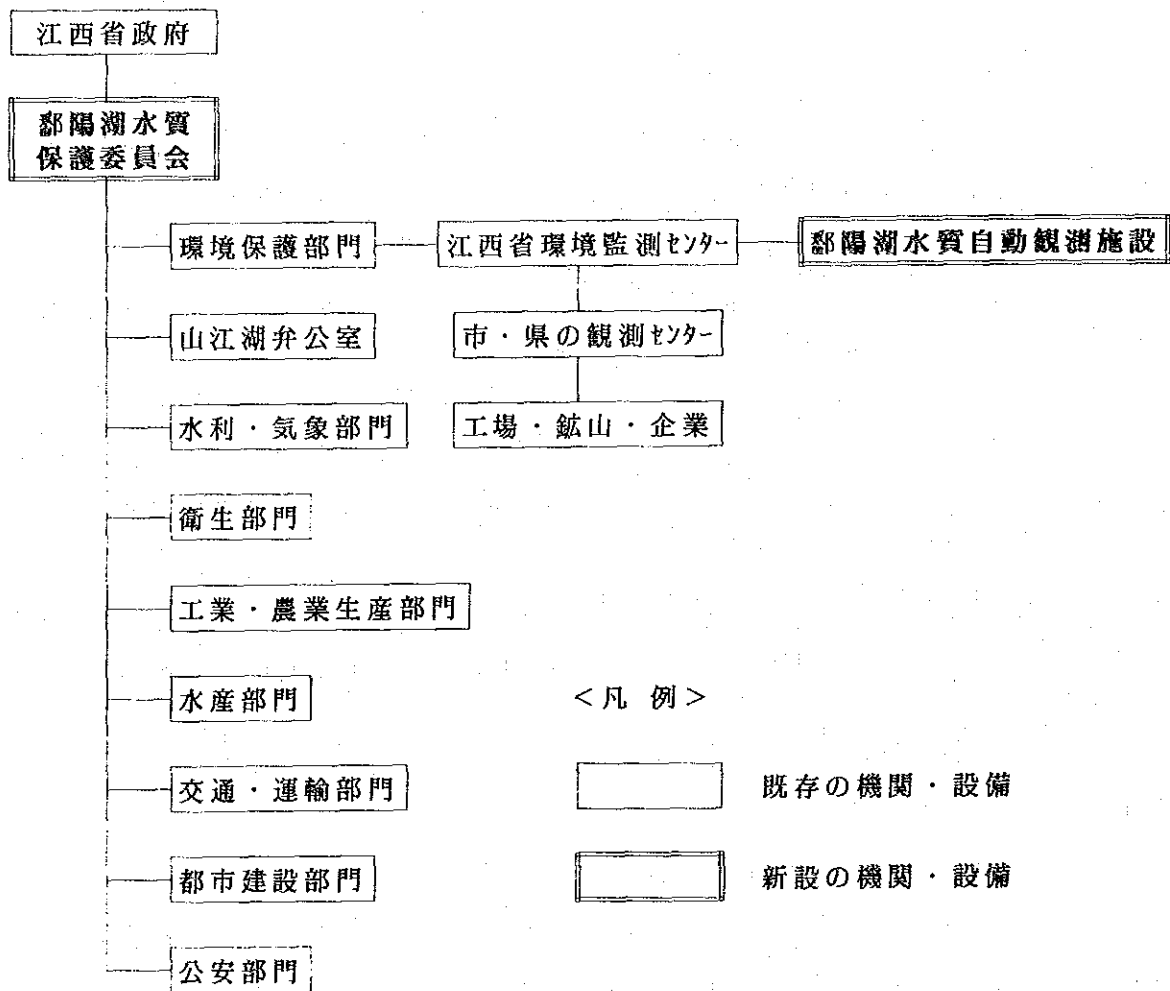 江西省政府
鄱陽湖水質
保護委員会
環境保護部門
江西省環境監測ｾﾝﾀｰ
鄱陽湖水質自動観測施設
山江湖弁公室
市・県の観測ｾﾝﾀｰ
水利・気象部門
工場・鉱山・企業
衛生部門
工業・農業生産部門
水産部門
<凡 例>
交通・運輸部門
既存の機関・設備
都市建設部門
新設の機関・設備
公安部門